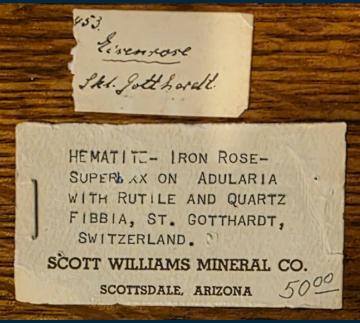 453
Eisenrose
Skt. Gotthardt
HEMATITE- IRON ROSE-
SUPERB XX ON ADULARIA
WITH RUTILE AND QUARTZ
FIBBIA, ST. GOTTHARDT,
SWITZERLAND.
SCOTT WILLIAMS MINERAL CO.
SCOTTSDALE, ARIZONA 50 00